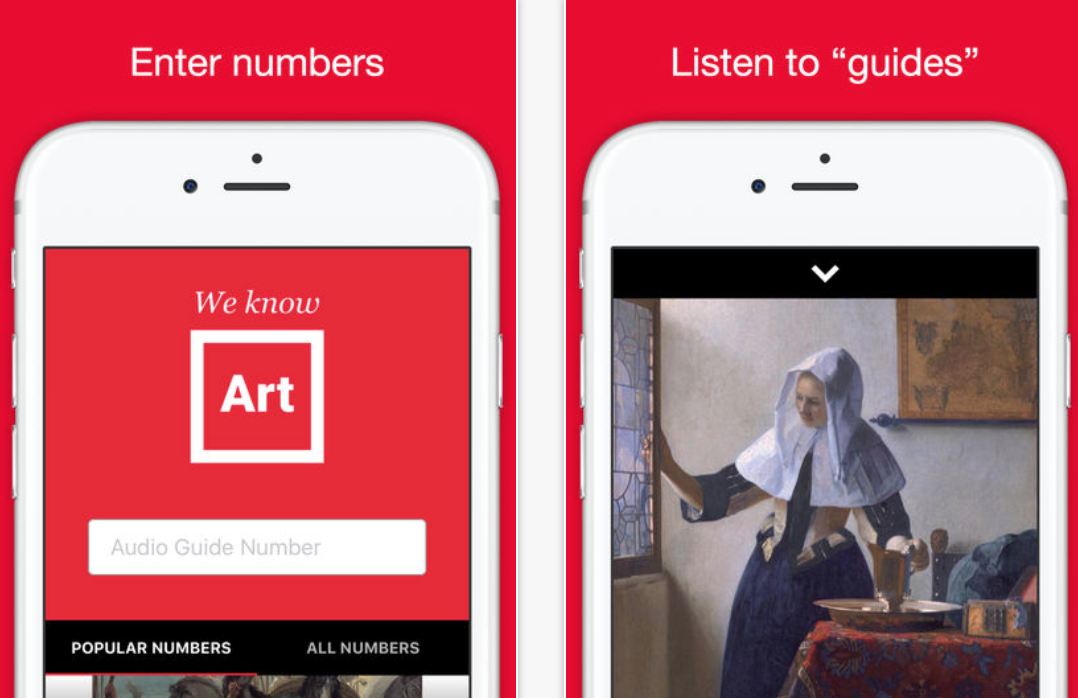 Enter numbers
We know
Art
Audio Guide Number
POPULAR NUMBERS
ALL NUMBERS
Listen to “guides”